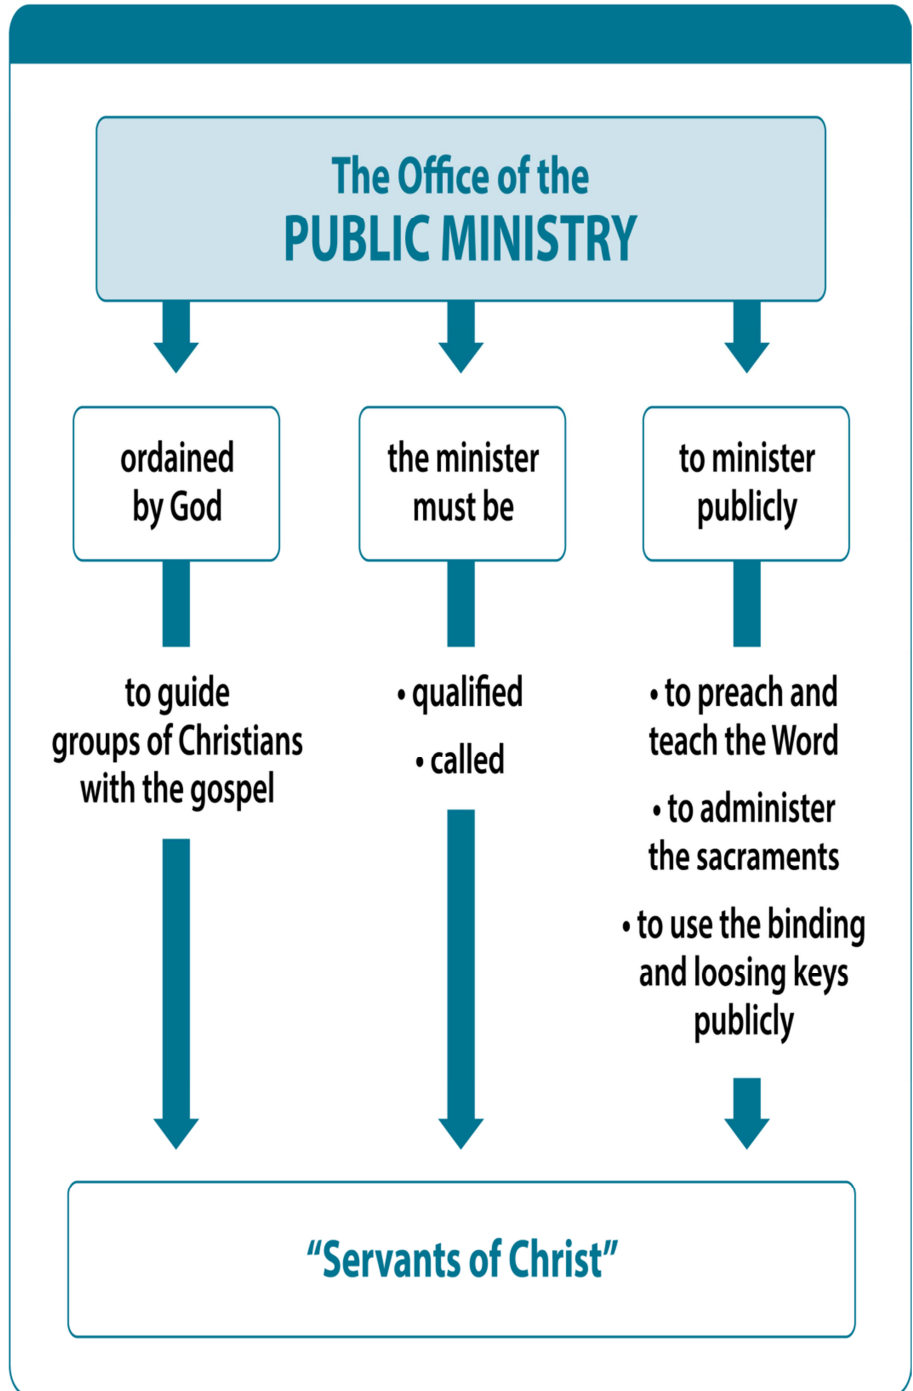 The Office of the
PUBLIC MINISTRY
ordained
by God
to guide
groups of Christians
with the gospel
the minister
must be
• qualified
• called
to minister
publicly
• to preach and
teach the Word
• to administer
the sacraments
• to use the binding
and loosing keys
publicly
“Servants of Christ”